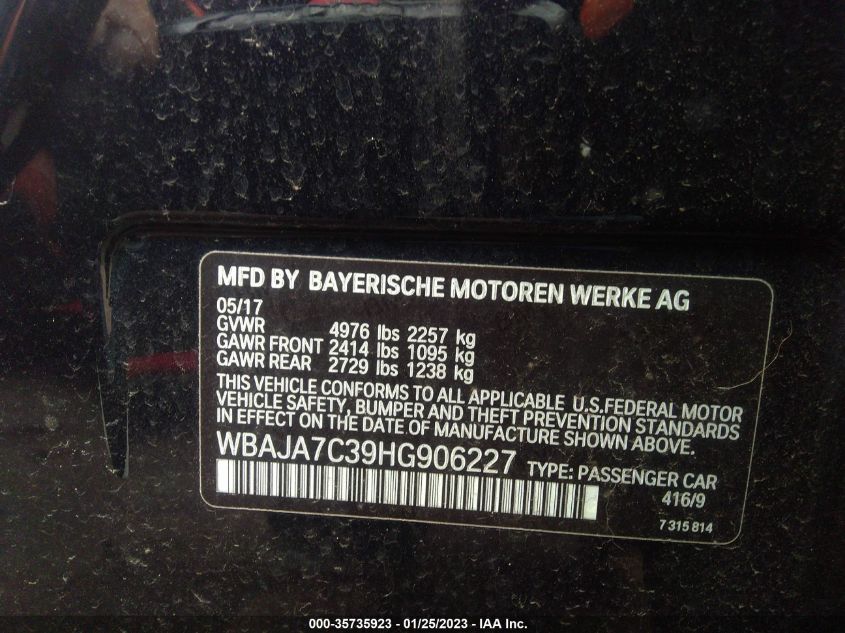 MFD BY BAYERISCHE MOTOREN WERKE AG
05/17
GVWR 4976 lbs 2257 kg
GAWR FRONT 2414 lbs 1095 kg
GAWR REAR 2729 lbs 1238 kg
THIS VEHICLE CONFORMS TO ALL APPLICABLE U.S.FEDERAL MOTOR
VEHICLE SAFETY, BUMPER AND THEFT PREVENTION STANDARDS
IN EFFECT ON THE DATE OF MANUFACTURE SHOWN ABOVE.
WBAJA7C39HG906227 TYPE: PASSENGER CAR
416/9
7 315 814
000-35735923 - 01/25/2023 - IAA Inc.